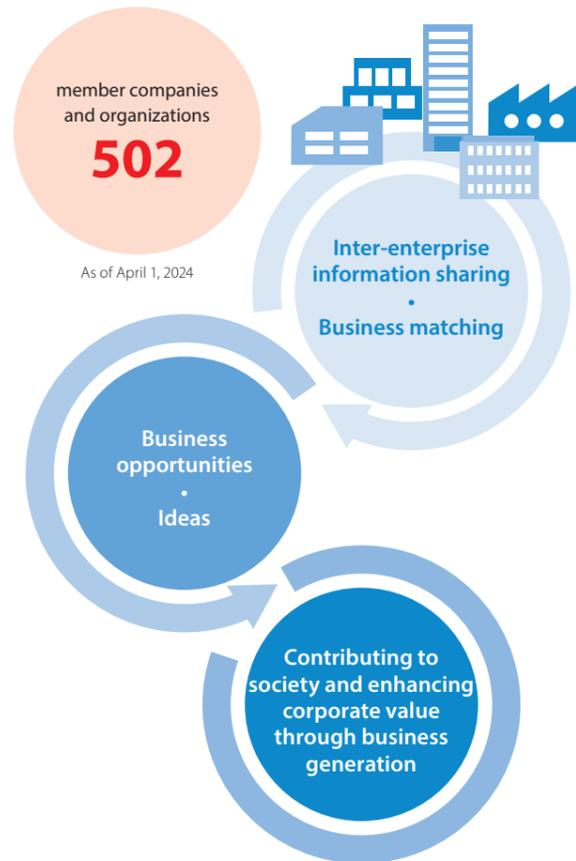 member companies
and organizations
502
As of April 1, 2024
Inter-enterprise
information sharing
•
Business matching
Business
opportunities
•
Ideas
Contributing to
society and enhancing
corporate value
through business
generation